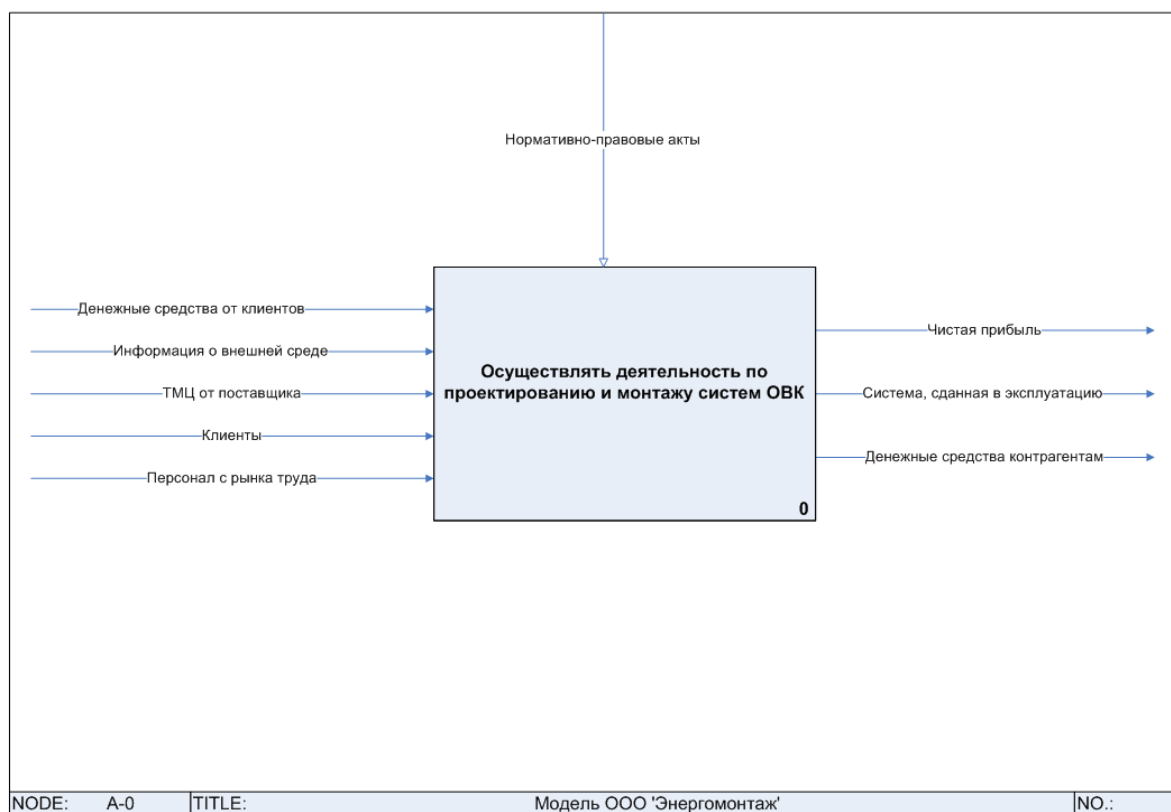 Нормативно-правовые акты
Денежные средства от клиентов
Информация о внешней среде
ТМЦ от поставщика
Клиенты
Персонал с рынка труда
Осуществлять деятельность по
проектированию и монтажу систем ОВК
0
Чистая прибыль
Система, сданная в эксплуатацию
Денежные средства контрагентам
NODE: A-0 TITLE: Модель ООО 'Энергомонтаж' NO.: